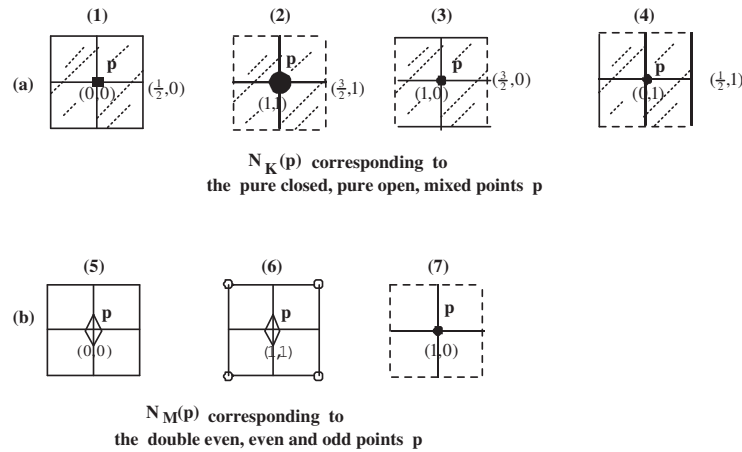 (1) (2) (3) (4)
(a) p (0,0) (1/2,0) p (1,1) (3/2,1) p (1,0) (3/2,0) p (0,1) (1/2,1)
N_K(p) corresponding to
the pure closed, pure open, mixed points p
(5) (6) (7)
(b) p (0,0) p (1,1) p (1,0)
N_M(p) corresponding to
the double even, even and odd points p